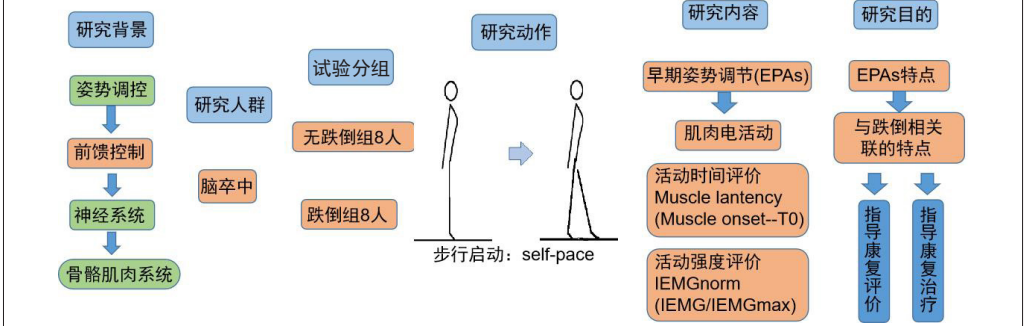 研究背景
姿势调控
前馈控制
神经系统
骨骼肌肉系统
研究人群
脑卒中
试验分组
无跌倒组8人
跌倒组8人
研究动作
步行启动：self-pace
研究内容
早期姿势调节(EPAs)
肌肉电活动
活动时间评价
Muscle lantency
(Muscle onset--T0)
活动强度评价
IEMGnorm
(IEMG/IEMGmax)
研究目的
EPAs特点
与跌倒相关
联的特点
指导康复评价
指导康复治疗